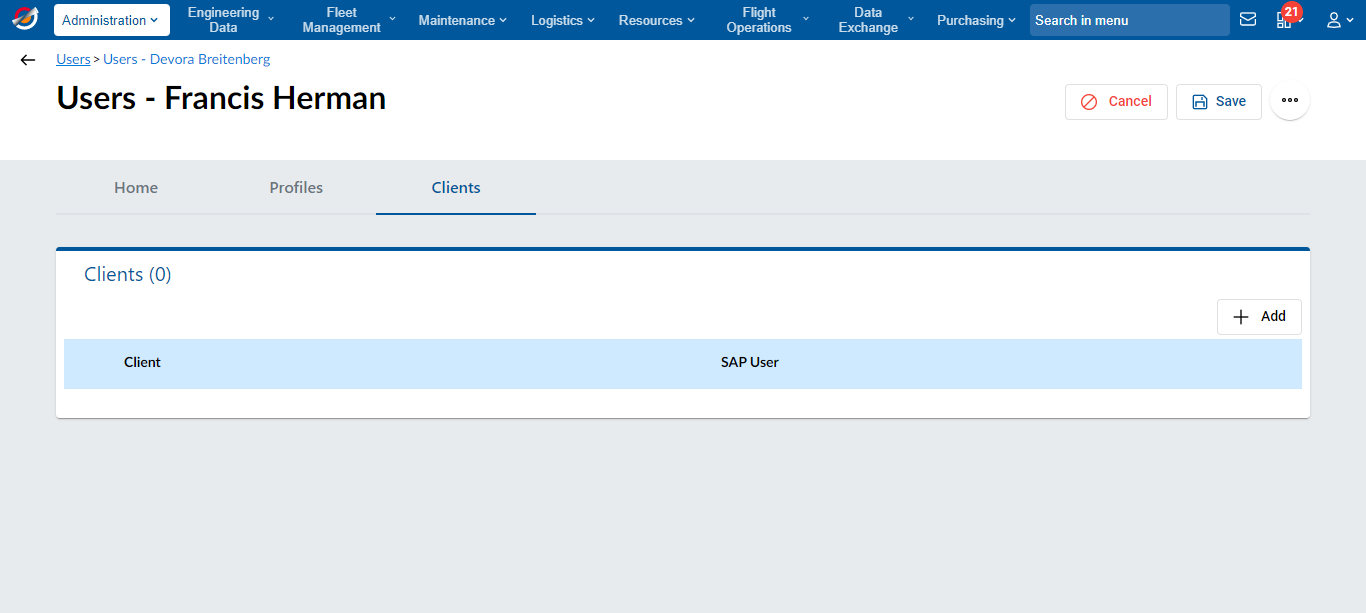 Administration
Engineering Data
Fleet Management
Maintenance
Logistics
Resources
Flight Operations
Data Exchange
Purchasing
Search in menu
21
Users > Users - Devora Breitenberg
Users - Francis Herman
Cancel
Save
Home
Profiles
Clients
Clients (0)
Add
Client
SAP User